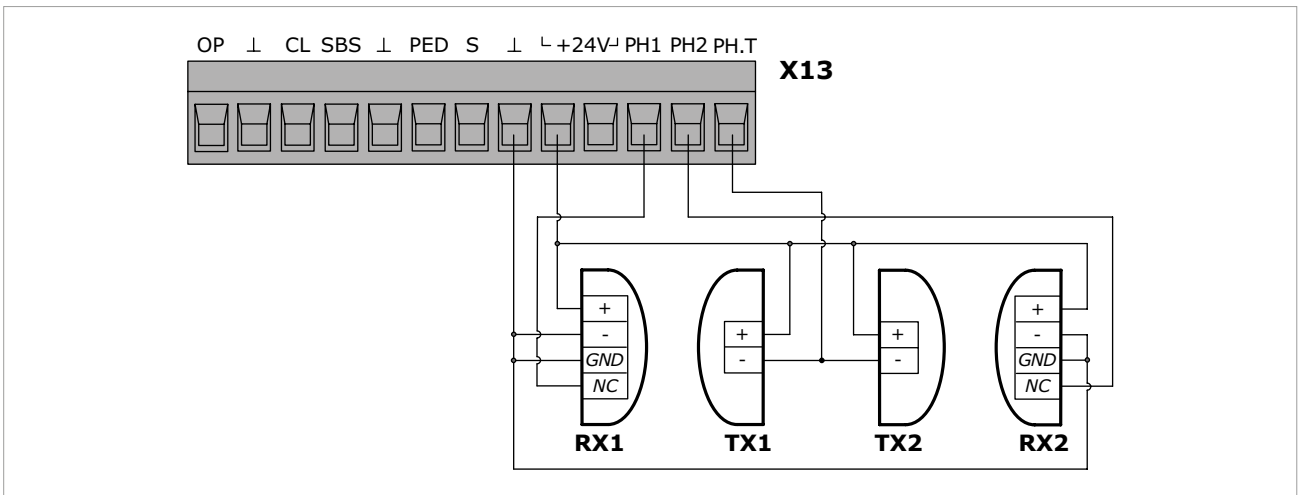 OP ⊥ CL SBS ⊥ PED S ⊥ └ +24V┘ PH1 PH2 PH.T
X13
+ + + +
- - - -
GND GND
NC NC
RX1 TX1 TX2 RX2